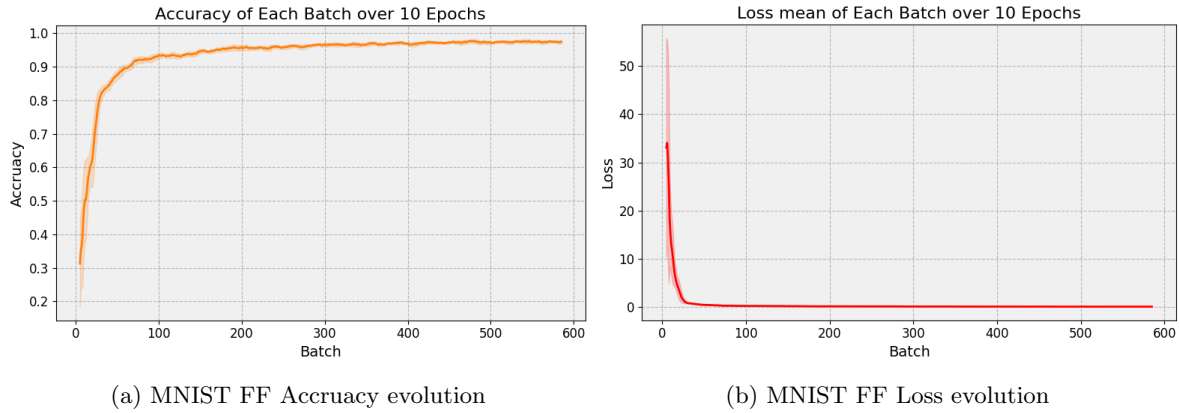 Accuracy of Each Batch over 10 Epochs
1.0
0.9
0.8
0.7
0.6
0.5
0.4
0.3
0.2
Accruacy
0 100 200 300 400 500 600
Batch
(a) MNIST FF Accruacy evolution
Loss mean of Each Batch over 10 Epochs
50
40
30
20
10
0
Loss
0 100 200 300 400 500 600
Batch
(b) MNIST FF Loss evolution